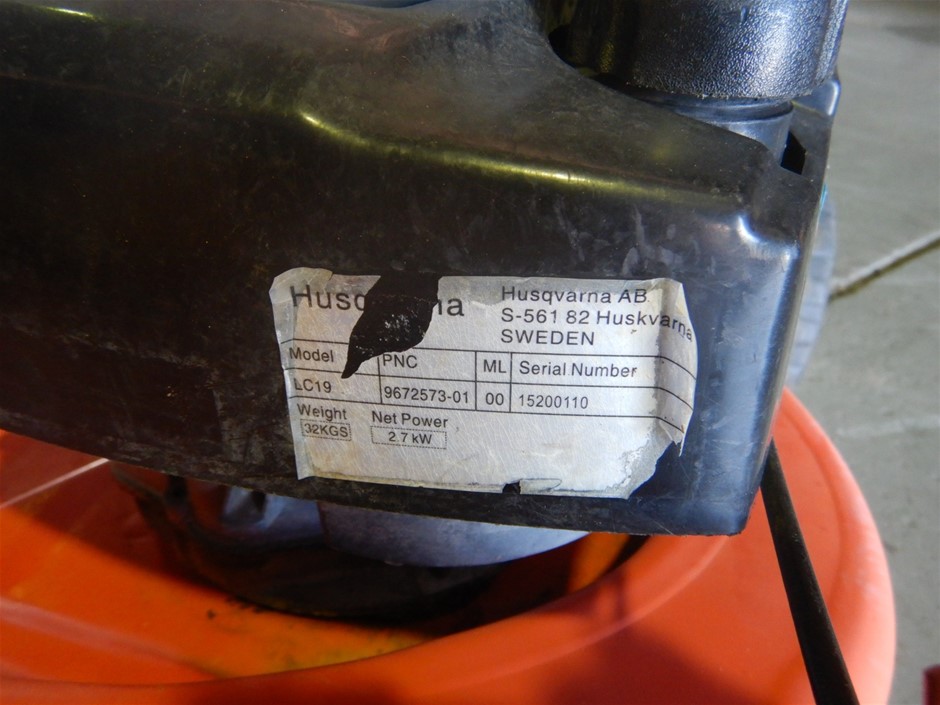 Husq na
Husqvarna AB
S-561 82 Huskvarna
SWEDEN
Model PNC ML Serial Number
LC19 9672573-01 00 15200110
Weight Net Power
32KGS 2.7 kW